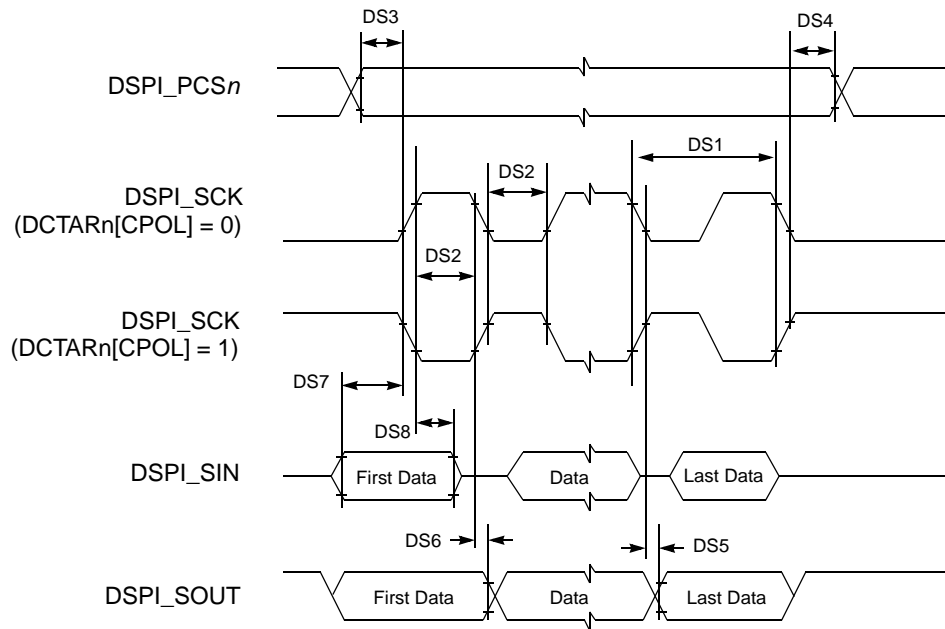 DS3
DS4
DSPI_PCSn
DS1
DS2
DSPI_SCK
(DCTARn[CPOL] = 0)
DS2
DSPI_SCK
(DCTARn[CPOL] = 1)
DS7
DS8
DSPI_SIN
First Data
Data
Last Data
DS6
DS5
DSPI_SOUT
First Data
Data
Last Data